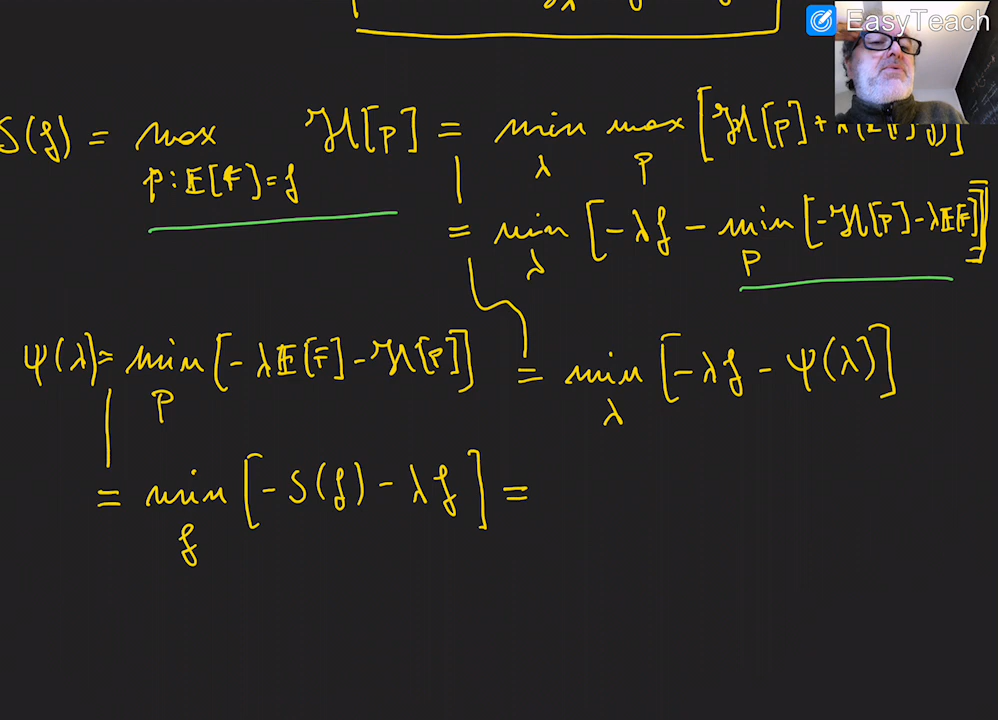 EasyTeach
S(f) = max H[p] = min max [H[p] + λ(E[F]-f)]
p:E[F]=f λ p
= min [-λf - min [-H[p]-λE[F]]]
λ p
ψ(λ)= min [-λE[F]-H[p]] = min [-λf - ψ(λ)]
p λ
= min [-S(f) - λf] =
f